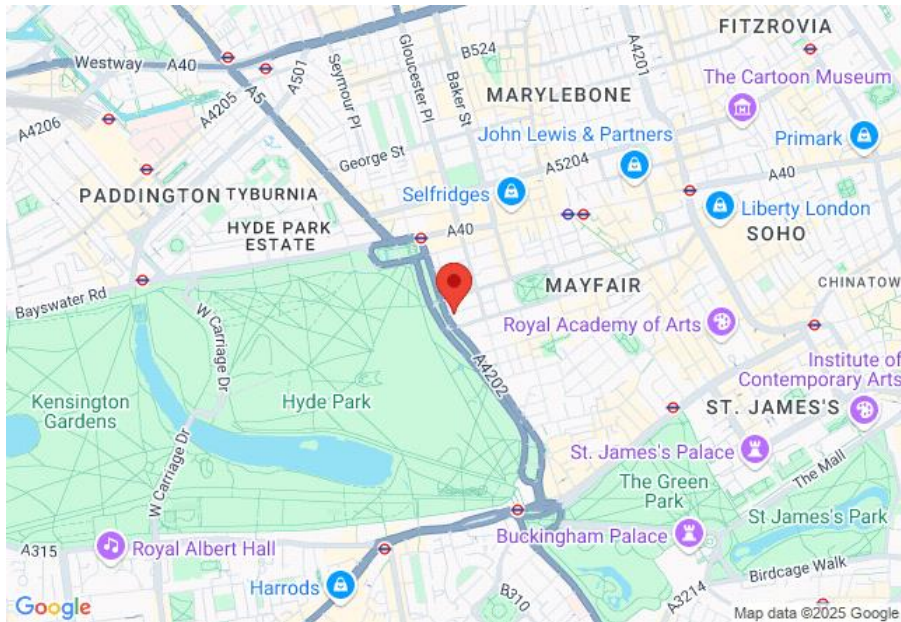 FITZROVIA
Westway
A40
B524
A4201
The Cartoon Museum
A501
A4205
A5
Seymour Pl
Gloucester Pl
Baker St
MARYLEBONE
A4206
John Lewis & Partners
Primark
George St
A5204
A40
PADDINGTON
TYBURNIA
Selfridges
Liberty London
HYDE PARK
ESTATE
A40
SOHO
Bayswater Rd
W Carriage Dr
MAYFAIR
CHINATOW
Royal Academy of Arts
A4202
Institute of
Contemporary Arts
Kensington
Gardens
Hyde Park
ST. JAMES'S
W Carriage Dr
St. James's Palace
The Mall
The Green
Park
St James's Park
A315
Royal Albert Hall
Buckingham Palace
Harrods
B310
A3214
Birdcage Walk
Google
Map data ©2025 Google